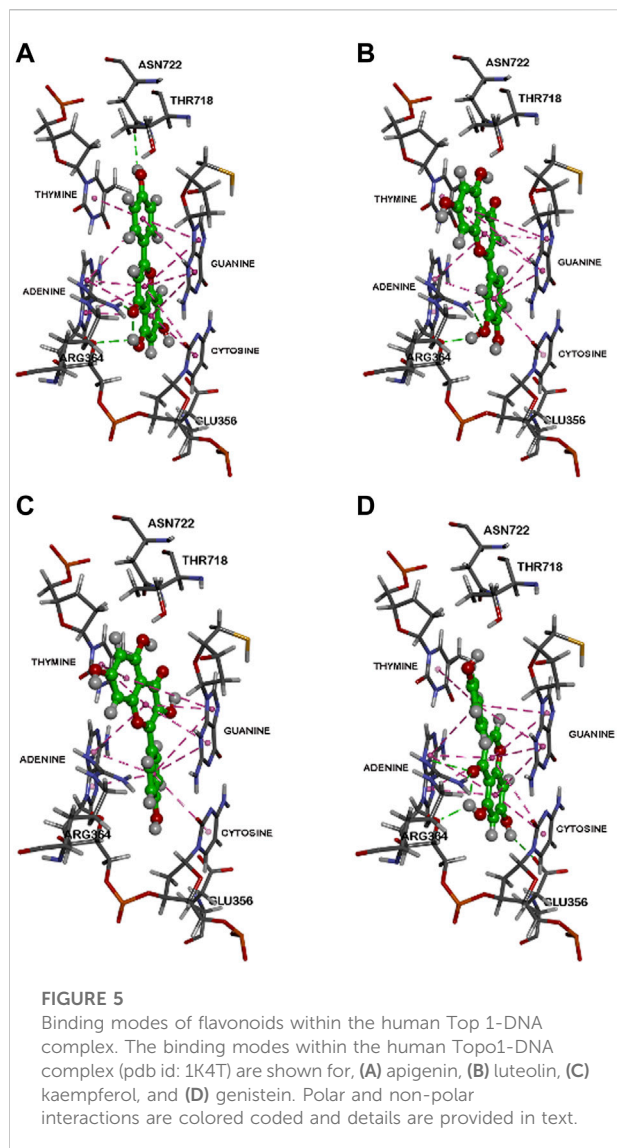 A
ASN722
THR718
THYMINE
GUANINE
ADENINE
ARG364
CYTOSINE
GLU356
B
ASN722
THR718
THYMINE
GUANINE
ADENINE
ARG364
CYTOSINE
GLU356
C
ASN722
THR718
THYMINE
GUANINE
ADENINE
ARG364
CYTOSINE
GLU356
D
ASN722
THR718
THYMINE
GUANINE
ADENINE
ARG364
CYTOSINE
GLU356
FIGURE 5
Binding modes of flavonoids within the human Top 1-DNA
complex. The binding modes within the human Topo1-DNA
complex (pdb id: 1K4T) are shown for, (A) apigenin, (B) luteolin, (C)
kaempferol, and (D) genistein. Polar and non-polar
interactions are colored coded and details are provided in text.